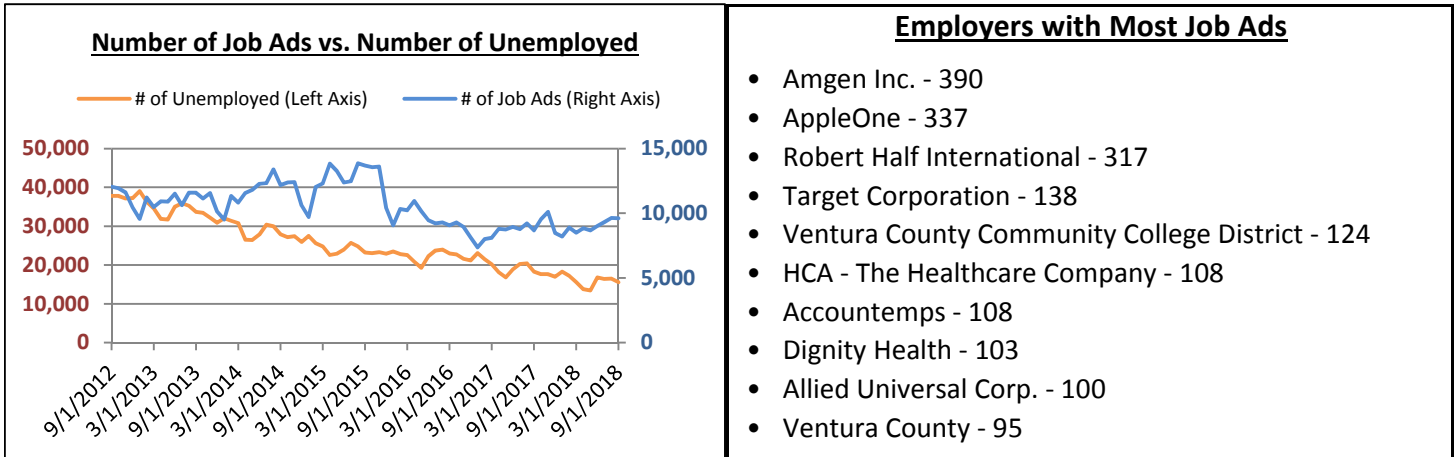 Number of Job Ads vs. Number of Unemployed
# of Unemployed (Left Axis)
# of Job Ads (Right Axis)
50,000
40,000
30,000
20,000
10,000
0
15,000
10,000
5,000
0
9/1/2012
3/1/2013
9/1/2013
3/1/2014
9/1/2014
3/1/2015
9/1/2015
3/1/2016
9/1/2016
3/1/2017
9/1/2017
3/1/2018
9/1/2018
Employers with Most Job Ads
• Amgen Inc. - 390
• AppleOne - 337
• Robert Half International - 317
• Target Corporation - 138
• Ventura County Community College District - 124
• HCA - The Healthcare Company - 108
• Accountemps - 108
• Dignity Health - 103
• Allied Universal Corp. - 100
• Ventura County - 95